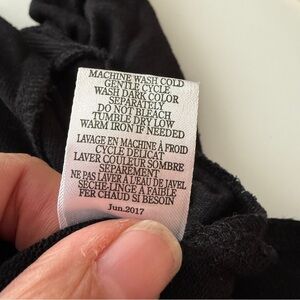 MACHINE WASH COLD
GENTLE CYCLE
WASH DARK COLOR
SEPARATELY
DO NOT BLEACH
TUMBLE DRY LOW
WARM IRON IF NEEDED
LAVAGE EN MACHINE À FROID
CYCLE DÉLICAT
LAVER COULEUR SOMBRE
SÉPARÉMENT
NE PAS LAVER À L'EAU DE JAVEL
SÈCHE-LINGE À FAIBLE
FER CHAUD SI BESOIN
Jun.2017